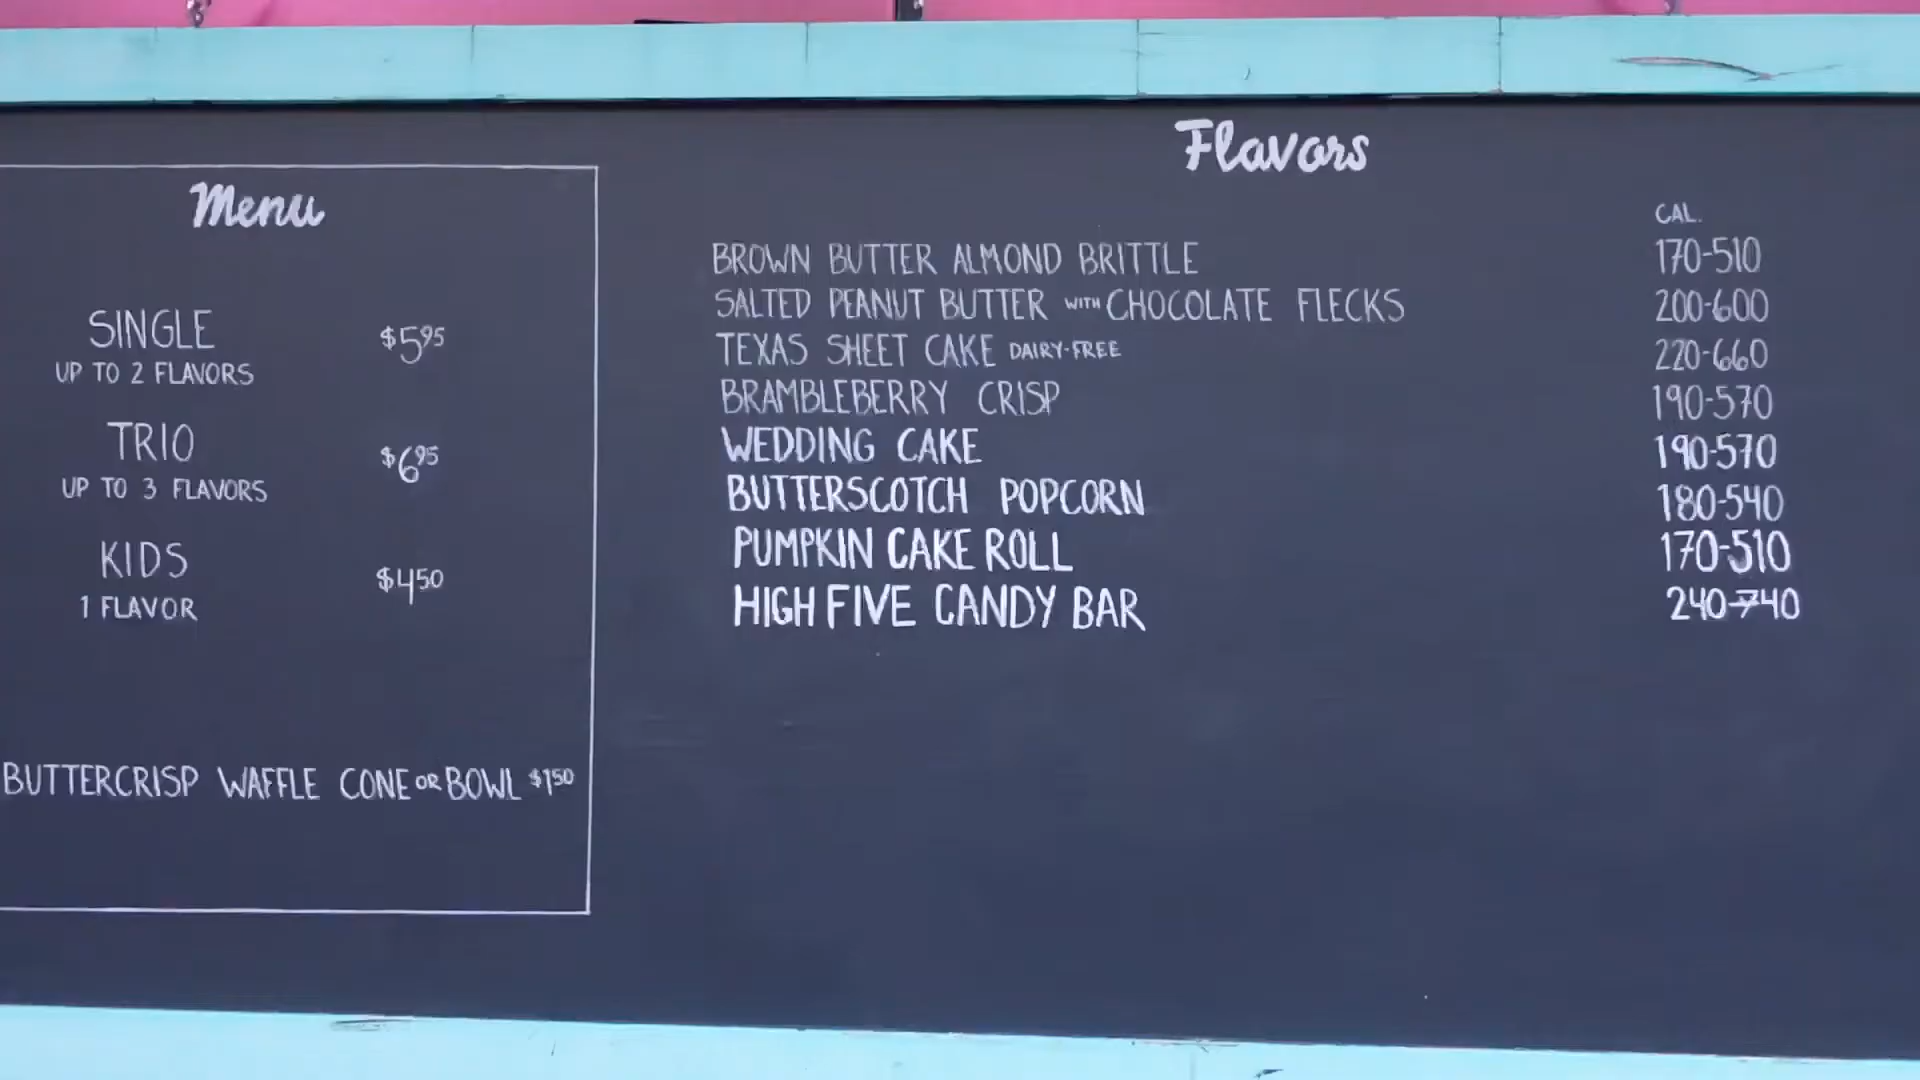 Menu
SINGLE $5.95
UP TO 2 FLAVORS
TRIO $6.95
UP TO 3 FLAVORS
KIDS $4.50
1 FLAVOR
BUTTERCRISP WAFFLE CONE OR BOWL $1.50
Flavors
CAL.
BROWN BUTTER ALMOND BRITTLE 170-510
SALTED PEANUT BUTTER WITH CHOCOLATE FLECKS 200-600
TEXAS SHEET CAKE DAIRY-FREE 220-660
BRAMBLEBERRY CRISP 190-570
WEDDING CAKE 190-570
BUTTERSCOTCH POPCORN 180-540
PUMPKIN CAKE ROLL 170-510
HIGH FIVE CANDY BAR 240-740